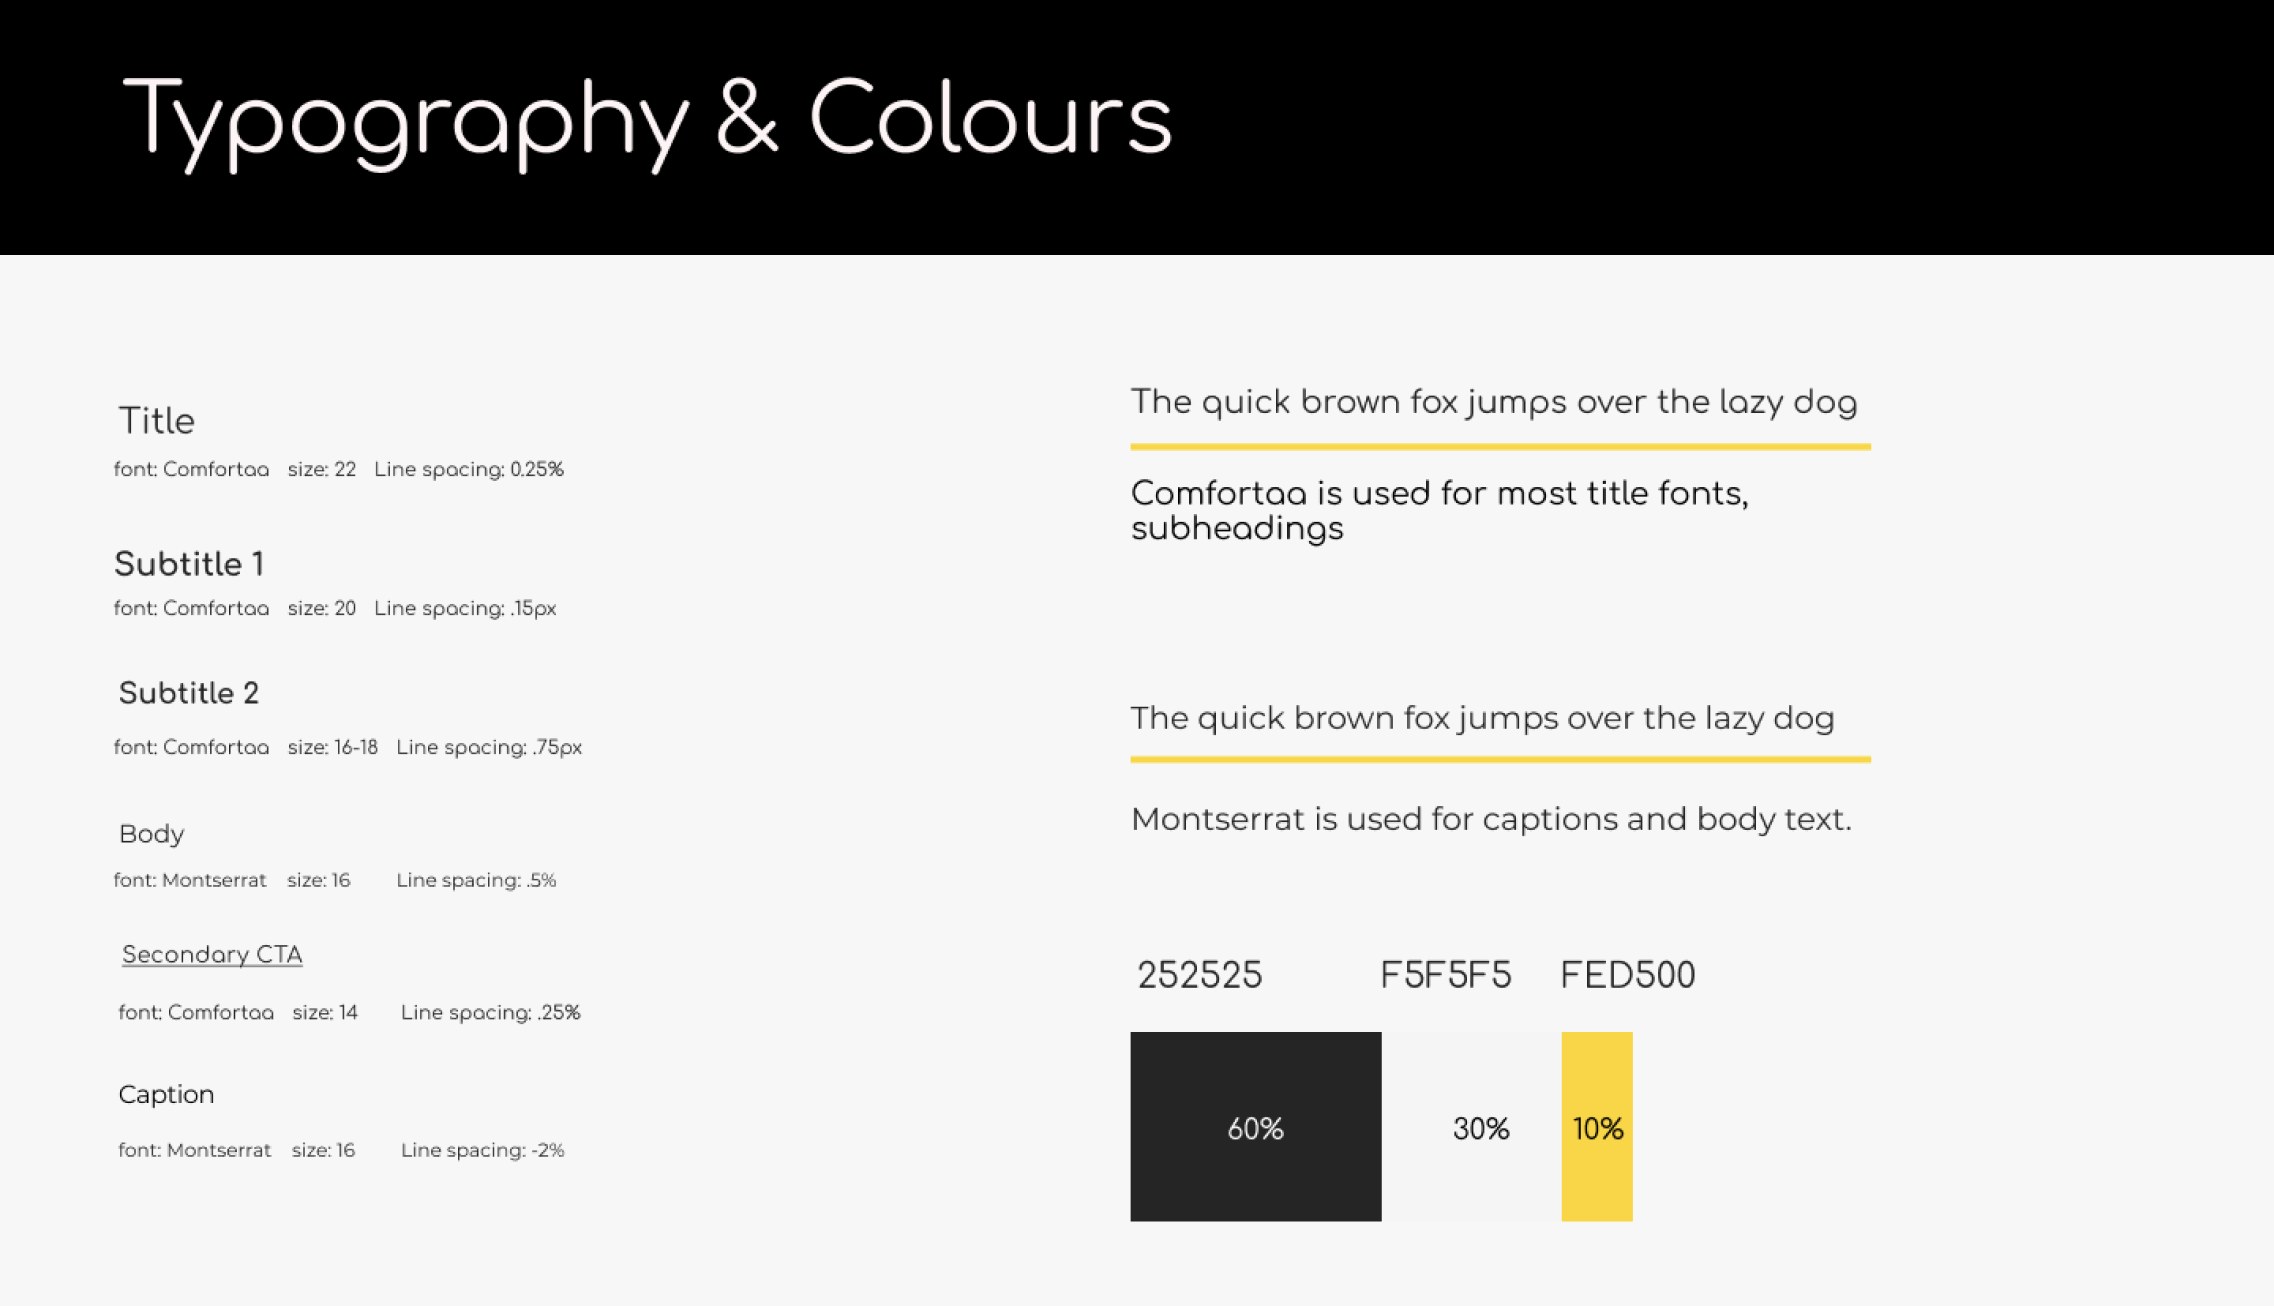 Typography & Colours
Title
font: Comfortaa size: 22 Line spacing: 0.25%
Subtitle 1
font: Comfortaa size: 20 Line spacing: .15px
Subtitle 2
font: Comfortaa size: 16-18 Line spacing: .75px
Body
font: Montserrat size: 16 Line spacing: .5%
Secondary CTA
font: Comfortaa size: 14 Line spacing: .25%
Caption
font: Montserrat size: 16 Line spacing: -2%
The quick brown fox jumps over the lazy dog
Comfortaa is used for most title fonts,
subheadings
The quick brown fox jumps over the lazy dog
Montserrat is used for captions and body text.
252525 F5F5F5 FED500
60% 30% 10%